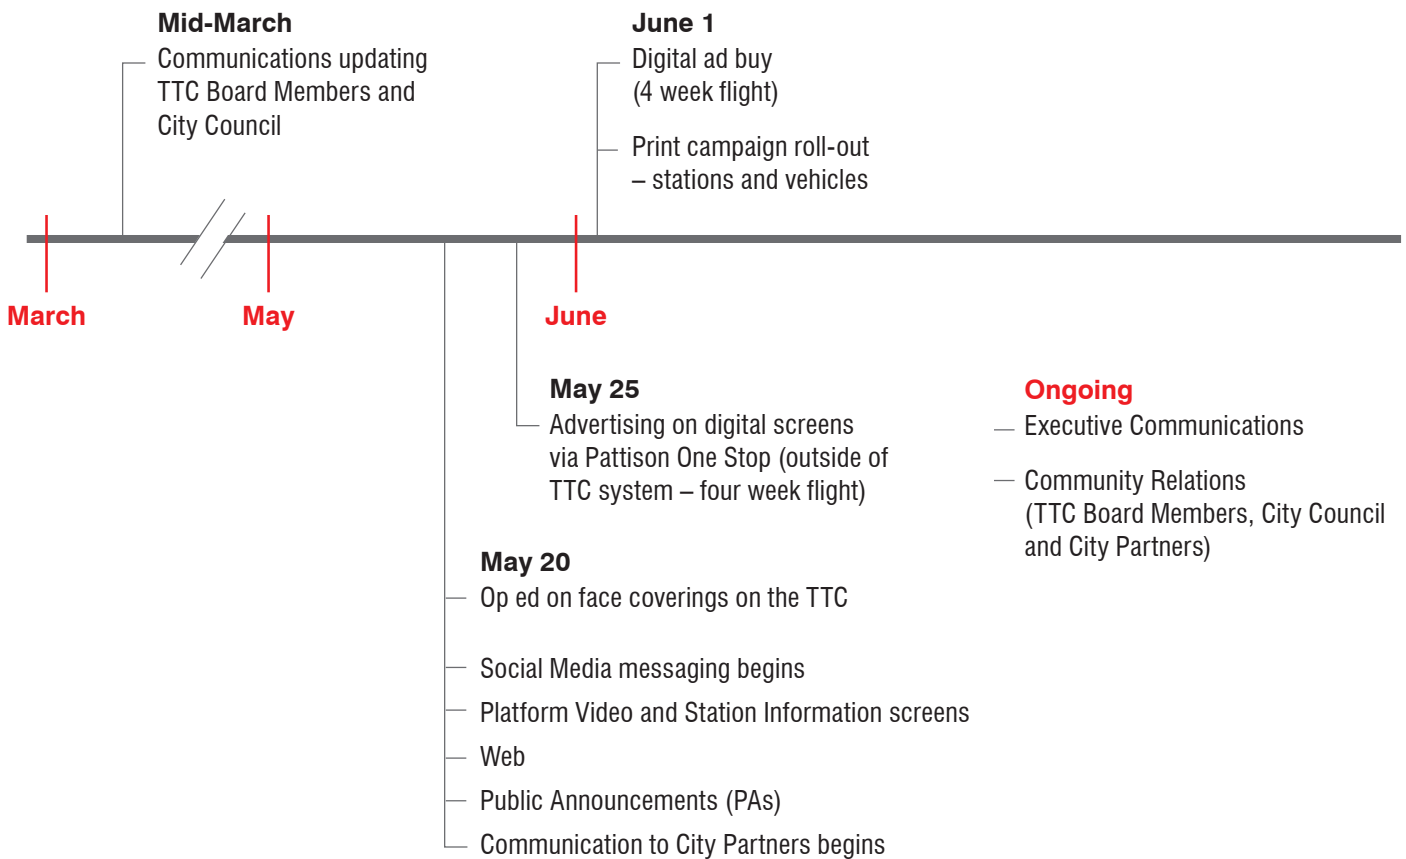 Mid-March
Communications updating
TTC Board Members and
City Council
June 1
Digital ad buy
(4 week flight)
Print campaign roll-out
– stations and vehicles
March
May
June
May 25
Advertising on digital screens
via Pattison One Stop (outside of
TTC system – four week flight)
Ongoing
Executive Communications
Community Relations
(TTC Board Members, City Council
and City Partners)
May 20
Op ed on face coverings on the TTC
Social Media messaging begins
Platform Video and Station Information screens
Web
Public Announcements (PAs)
Communication to City Partners begins